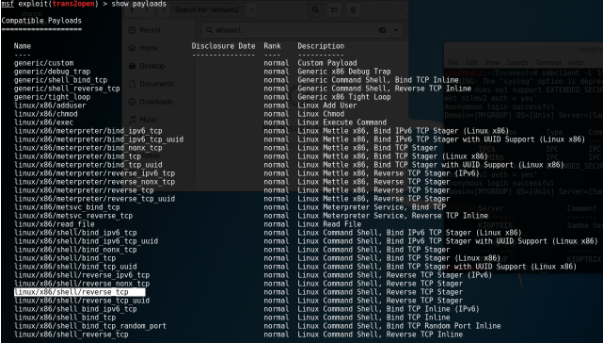 msf exploit(trans2open) > show payloads
Compatible Payloads
===================
Name Disclosure Date Rank Description
---- --------------- ---- -----------
generic/custom normal Custom Payload
generic/debug_trap normal Generic x86 Debug Trap
generic/shell_bind_tcp normal Generic Command Shell, Bind TCP Inline
generic/shell_reverse_tcp normal Generic Command Shell, Reverse TCP Inline
generic/tight_loop normal Generic x86 Tight Loop
linux/x86/adduser normal Linux Add User
linux/x86/chmod normal Linux Chmod
linux/x86/exec normal Linux Execute Command
linux/x86/meterpreter/bind_ipv6_tcp normal Linux Mettle x86, Bind IPv6 TCP Stager (Linux x86)
linux/x86/meterpreter/bind_ipv6_tcp_uuid normal Linux Mettle x86, Bind IPv6 TCP Stager with UUID Support (Linux x86)
linux/x86/meterpreter/bind_nonx_tcp normal Linux Mettle x86, Bind TCP Stager
linux/x86/meterpreter/bind_tcp normal Linux Mettle x86, Bind TCP Stager (Linux x86)
linux/x86/meterpreter/bind_tcp_uuid normal Linux Mettle x86, Bind TCP Stager with UUID Support (Linux x86)
linux/x86/meterpreter/reverse_ipv6_tcp normal Linux Mettle x86, Reverse TCP Stager (IPv6)
linux/x86/meterpreter/reverse_nonx_tcp normal Linux Mettle x86, Reverse TCP Stager
linux/x86/meterpreter/reverse_tcp normal Linux Mettle x86, Reverse TCP Stager
linux/x86/meterpreter/reverse_tcp_uuid normal Linux Mettle x86, Reverse TCP Stager
linux/x86/metsvc_bind_tcp normal Linux Meterpreter Service, Bind TCP
linux/x86/metsvc_reverse_tcp normal Linux Meterpreter Service, Reverse TCP Inline
linux/x86/read_file normal Linux Read File
linux/x86/shell/bind_ipv6_tcp normal Linux Command Shell, Bind IPv6 TCP Stager (Linux x86)
linux/x86/shell/bind_ipv6_tcp_uuid normal Linux Command Shell, Bind IPv6 TCP Stager with UUID Support (Linux x86)
linux/x86/shell/bind_nonx_tcp normal Linux Command Shell, Bind TCP Stager
linux/x86/shell/bind_tcp normal Linux Command Shell, Bind TCP Stager (Linux x86)
linux/x86/shell/bind_tcp_uuid normal Linux Command Shell, Bind TCP Stager with UUID Support (Linux x86)
linux/x86/shell/reverse_ipv6_tcp normal Linux Command Shell, Reverse TCP Stager (IPv6)
linux/x86/shell/reverse_nonx_tcp normal Linux Command Shell, Reverse TCP Stager
linux/x86/shell/reverse_tcp normal Linux Command Shell, Reverse TCP Stager
linux/x86/shell/reverse_tcp_uuid normal Linux Command Shell, Reverse TCP Stager
linux/x86/shell_bind_ipv6_tcp normal Linux Command Shell, Bind TCP Inline (IPv6)
linux/x86/shell_bind_tcp normal Linux Command Shell, Bind TCP Inline
linux/x86/shell_bind_tcp_random_port normal Linux Command Shell, Bind TCP Random Port Inline
linux/x86/shell_reverse_tcp normal Linux Command Shell, Reverse TCP Inline
Recent
Home
Desktop
Documents
Downloads
Music